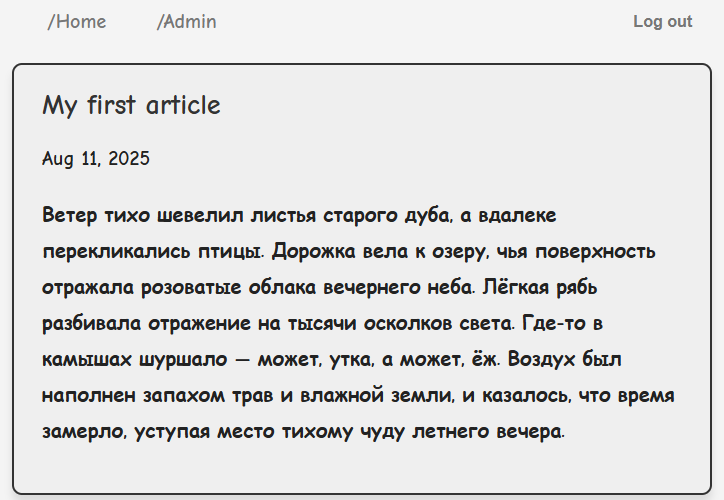 /Home /Admin Log out
My first article
Aug 11, 2025
Ветер тихо шевелил листья старого дуба, а вдалеке
перекликались птицы. Дорожка вела к озеру, чья поверхность
отражала розоватые облака вечернего неба. Лёгкая рябь
разбивала отражение на тысячи осколков света. Где-то в
камышах шуршало — может, утка, а может, ёж. Воздух был
наполнен запахом трав и влажной земли, и казалось, что время
замерло, уступая место тихому чуду летнего вечера.